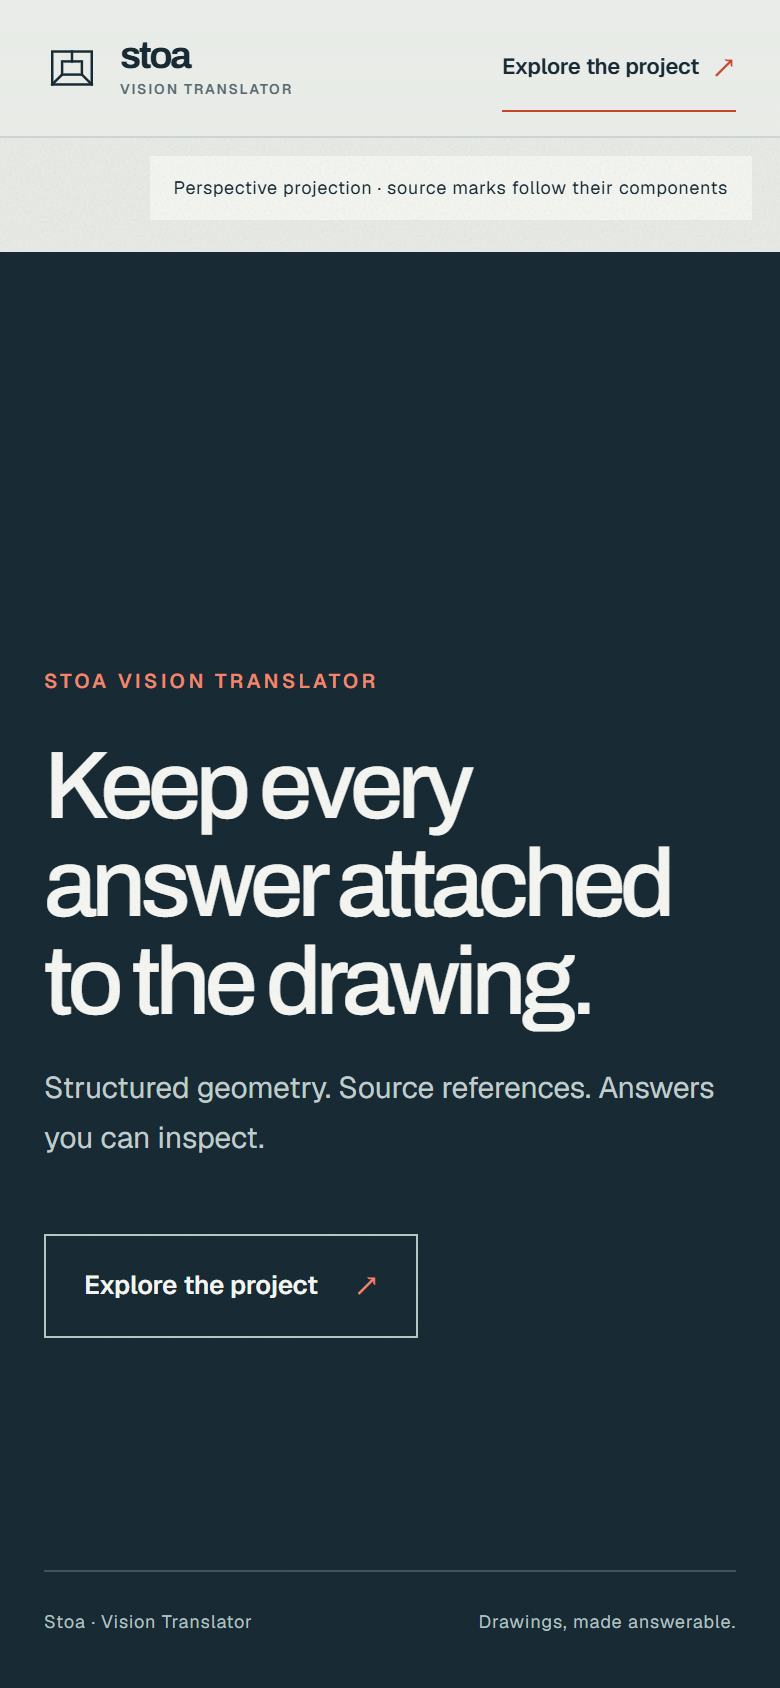 stoa
VISION TRANSLATOR
Explore the project ↗
Perspective projection · source marks follow their components
STOA VISION TRANSLATOR
Keep every
answer attached
to the drawing.
Structured geometry. Source references. Answers
you can inspect.
Explore the project ↗
Stoa · Vision Translator
Drawings, made answerable.